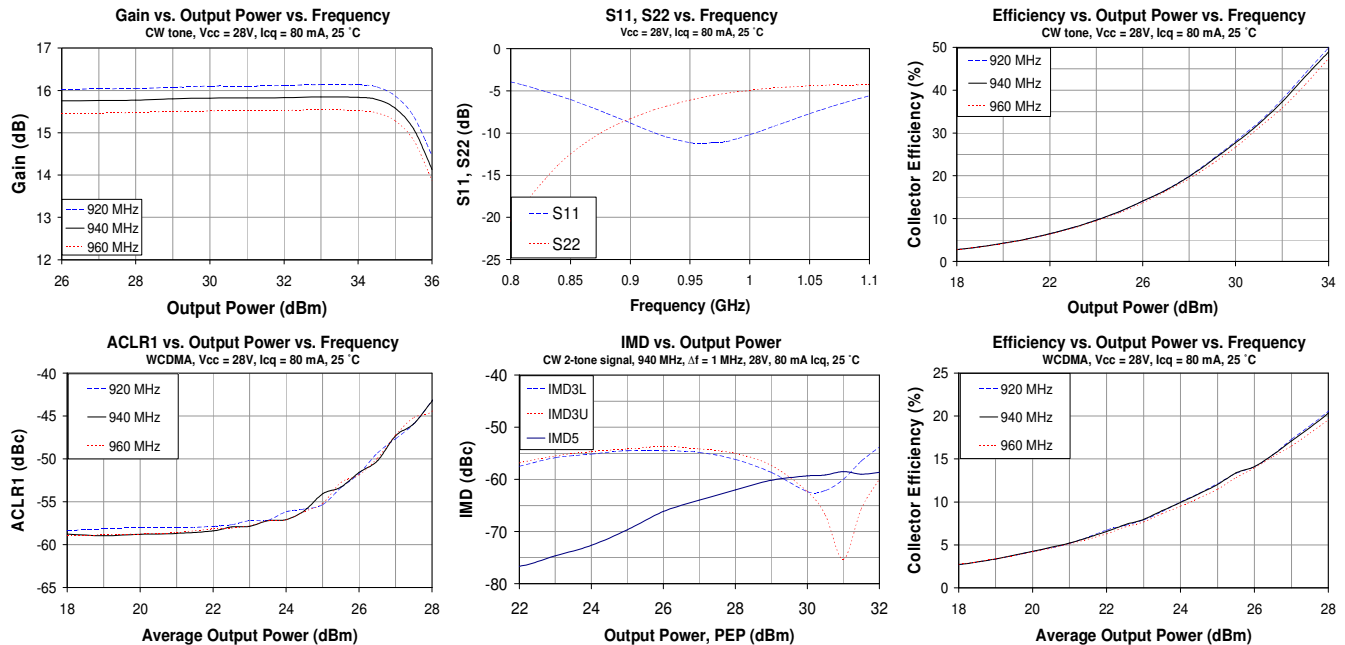 Gain vs. Output Power vs. Frequency
CW tone, Vcc = 28V, Icq = 80 mA, 25 ˚C
17
16
15
14
13
12
Gain (dB)
920 MHz
940 MHz
960 MHz
26
28
30
32
34
36
Output Power (dBm)
S11, S22 vs. Frequency
Vcc = 28V, Icq = 80 mA, 25 ˚C
0
-5
-10
-15
-20
-25
S11, S22 (dB)
S11
S22
0.8
0.85
0.9
0.95
1
1.05
1.1
Frequency (GHz)
Efficiency vs. Output Power vs. Frequency
CW tone, Vcc = 28V, Icq = 80 mA, 25 ˚C
50
40
30
20
10
0
Collector Efficiency (%)
920 MHz
940 MHz
960 MHz
18
22
26
30
34
Output Power (dBm)
ACLR1 vs. Output Power vs. Frequency
WCDMA, Vcc = 28V, Icq = 80 mA, 25 ˚C
-40
-45
-50
-55
-60
-65
ACLR1 (dBc)
920 MHz
940 MHz
960 MHz
18
20
22
24
26
28
Average Output Power (dBm)
IMD vs. Output Power
CW 2-tone signal, 940 MHz, Δf = 1 MHz, 28V, 80 mA Icq, 25 ˚C
-40
-50
-60
-70
-80
IMD (dBc)
IMD3L
IMD3U
IMD5
22
24
26
28
30
32
Output Power, PEP (dBm)
Efficiency vs. Output Power vs. Frequency
WCDMA, Vcc = 28V, Icq = 80 mA, 25 ˚C
25
20
15
10
5
0
Collector Efficiency (%)
920 MHz
940 MHz
960 MHz
18
20
22
24
26
28
Average Output Power (dBm)